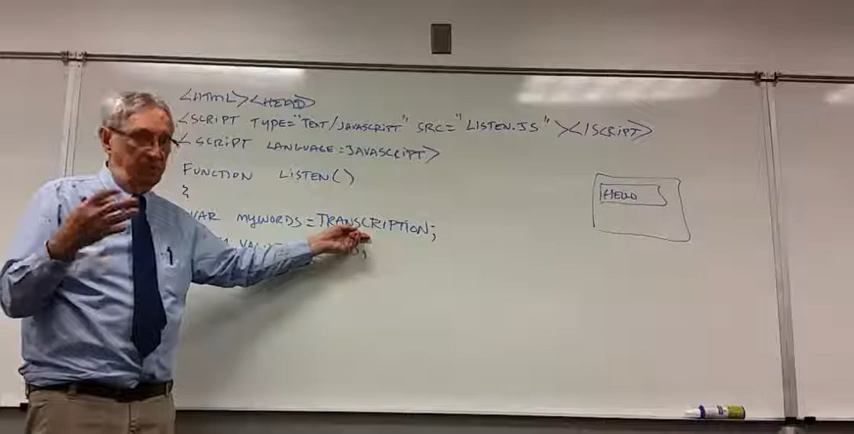 <HTML><HEAD>
<SCRIPT TYPE="TEXT/JAVASCRIPT" SRC="LISTEN.JS"></SCRIPT>
<SCRIPT LANGUAGE=JAVASCRIPT>
FUNCTION LISTEN()
{
VAR MYWORDS=TRANSCRIPTION;
HELLO